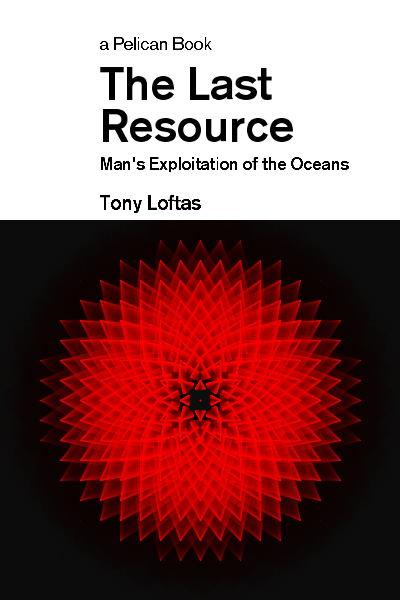 a Pelican Book
The Last
Resource
Man's Exploitation of the Oceans
Tony Loftas